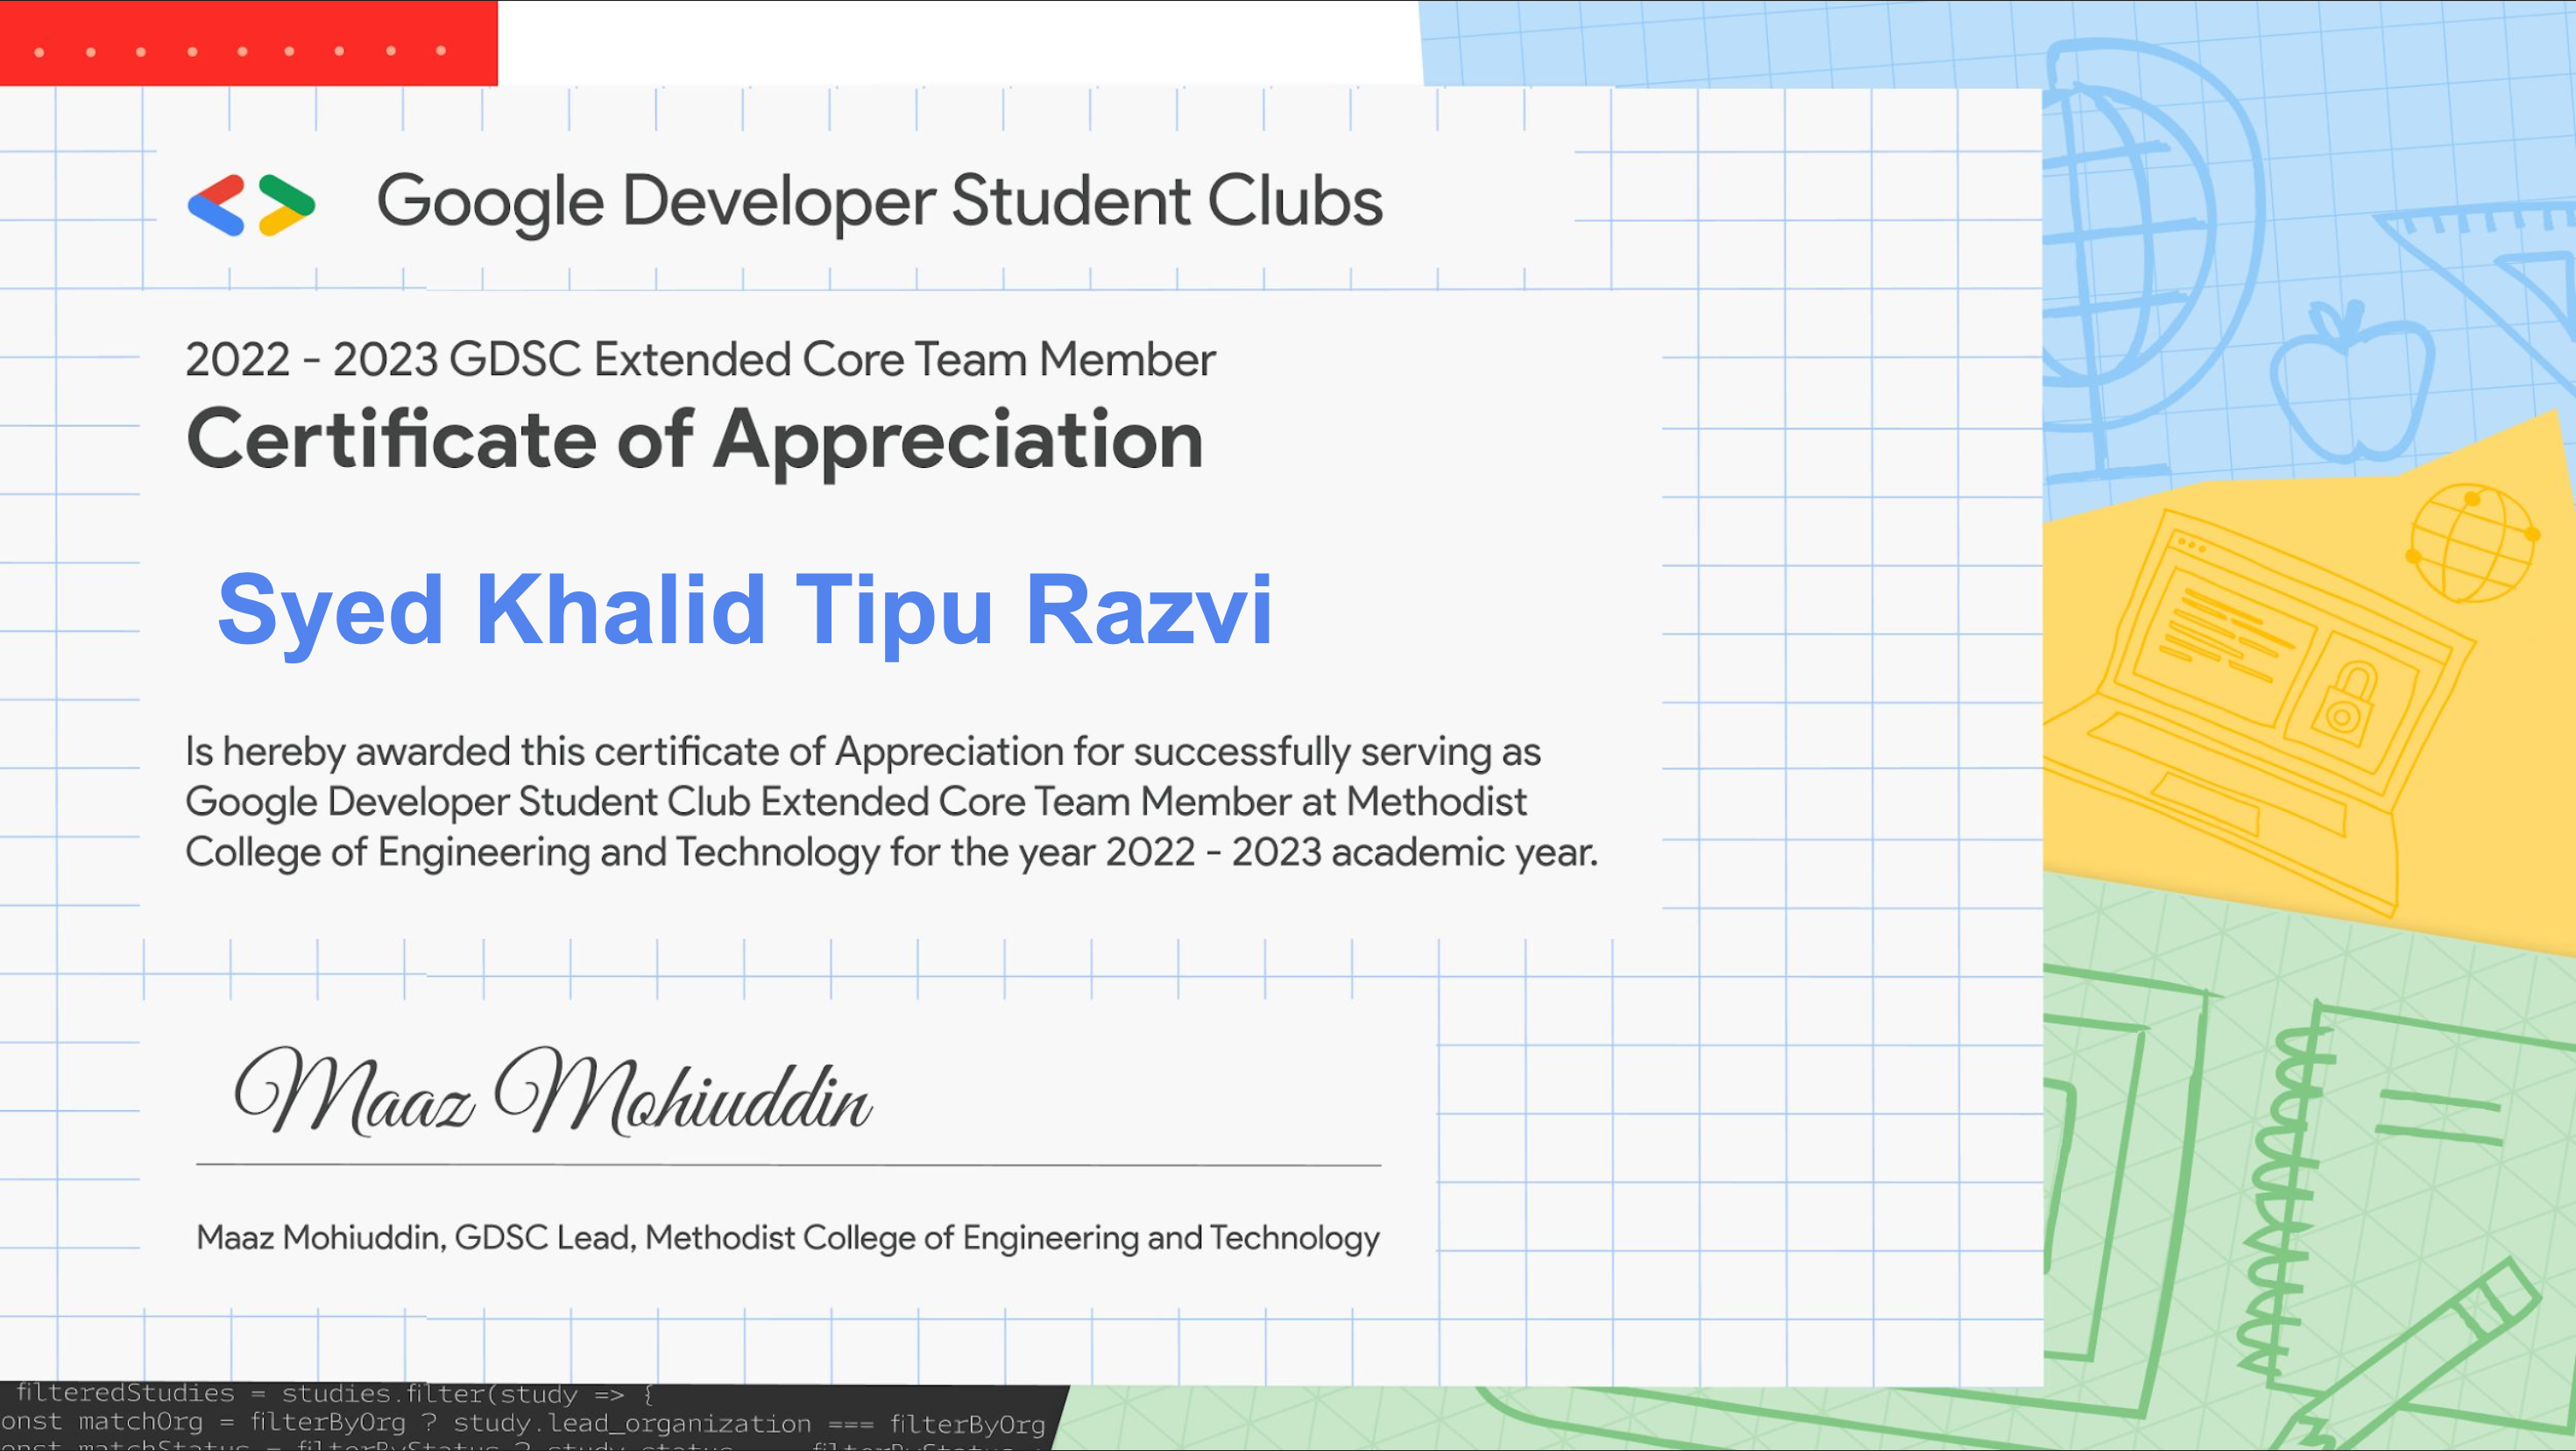 Google Developer Student Clubs
2022 - 2023 GDSC Extended Core Team Member
Certificate of Appreciation
Syed Khalid Tipu Razvi
Is hereby awarded this certificate of Appreciation for successfully serving as
Google Developer Student Club Extended Core Team Member at Methodist
College of Engineering and Technology for the year 2022 - 2023 academic year.
Maaz Mohiuddin
Maaz Mohiuddin, GDSC Lead, Methodist College of Engineering and Technology
filteredStudies = studies.filter(study => {
onst matchOrg = filterByOrg ? study.lead_organization === filterByOrg